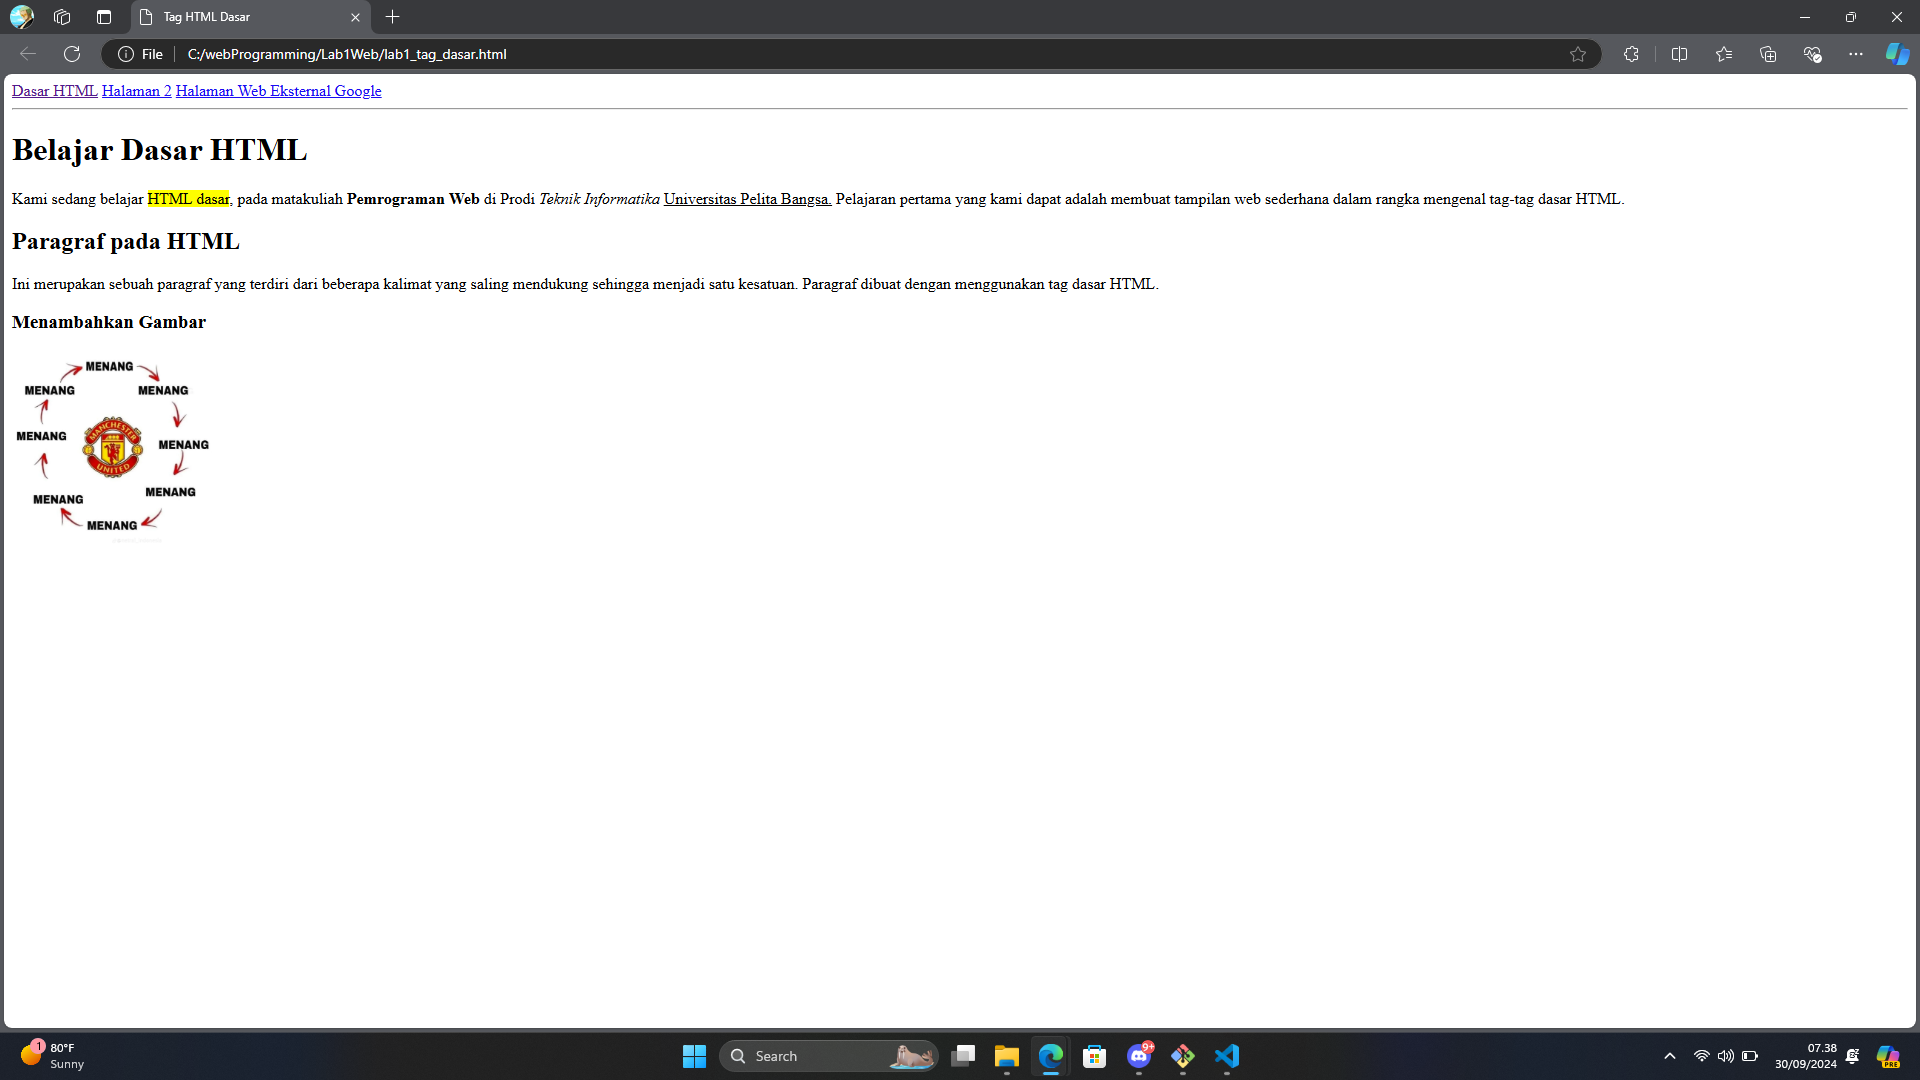 Tag HTML Dasar
File
C:/webProgramming/Lab1Web/lab1_tag_dasar.html
Dasar HTML Halaman 2 Halaman Web Eksternal Google
Belajar Dasar HTML
Kami sedang belajar HTML dasar, pada matakuliah Pemrograman Web di Prodi Teknik Informatika Universitas Pelita Bangsa. Pelajaran pertama yang kami dapat adalah membuat tampilan web sederhana dalam rangka mengenal tag-tag dasar HTML.
Paragraf pada HTML
Ini merupakan sebuah paragraf yang terdiri dari beberapa kalimat yang saling mendukung sehingga menjadi satu kesatuan. Paragraf dibuat dengan menggunakan tag dasar HTML.
Menambahkan Gambar
MENANG
MENANG
MENANG
MENANG
MENANG
MANCHESTER
UNITED
MENANG
MENANG
MENANG
1
80°F
Sunny
Search
9+
07.38
30/09/2024
PRE